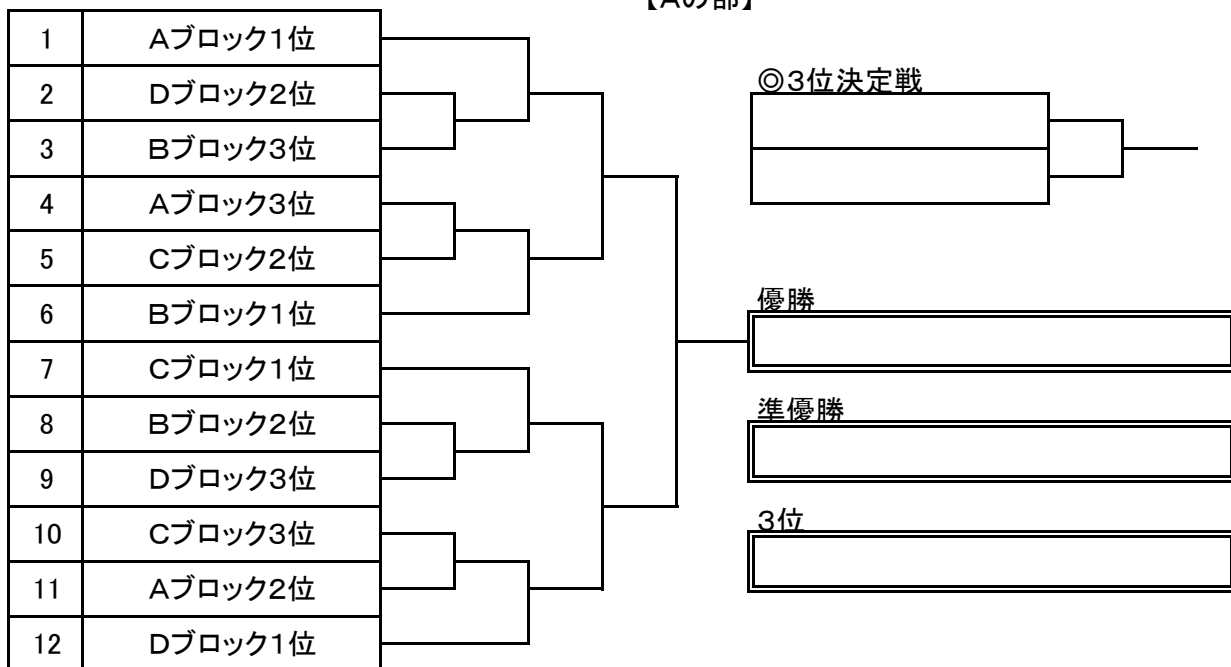 【Aの部】
1 Aブロック1位
2 Dブロック2位
3 Bブロック3位
4 Aブロック3位
5 Cブロック2位
6 Bブロック1位
7 Cブロック1位
8 Bブロック2位
9 Dブロック3位
10 Cブロック3位
11 Aブロック2位
12 Dブロック1位
◎3位決定戦
優勝
準優勝
3位